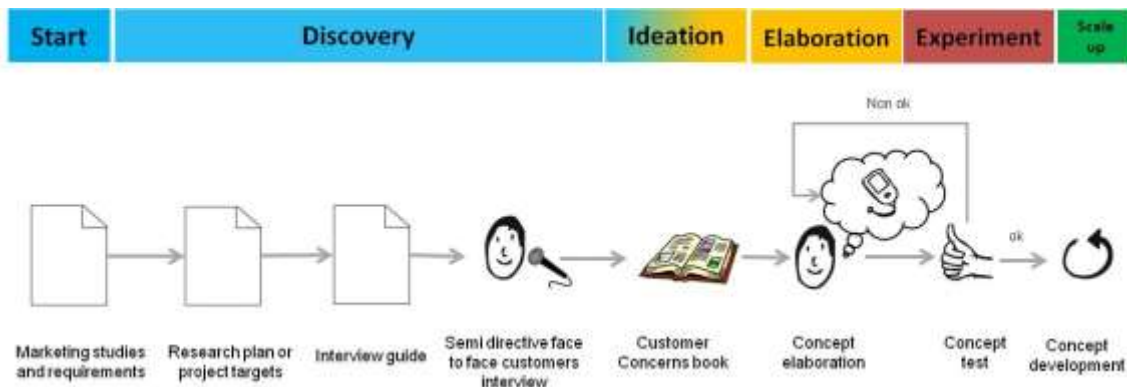 Start
Discovery
Ideation
Elaboration
Experiment
Scale
up
Non ok
ok
Marketing studies
and requirements
Research plan or
project targets
Interview guide
Semi directive face
to face customers
interview
Customer
Concerns book
Concept
elaboration
Concept
test
Concept
development